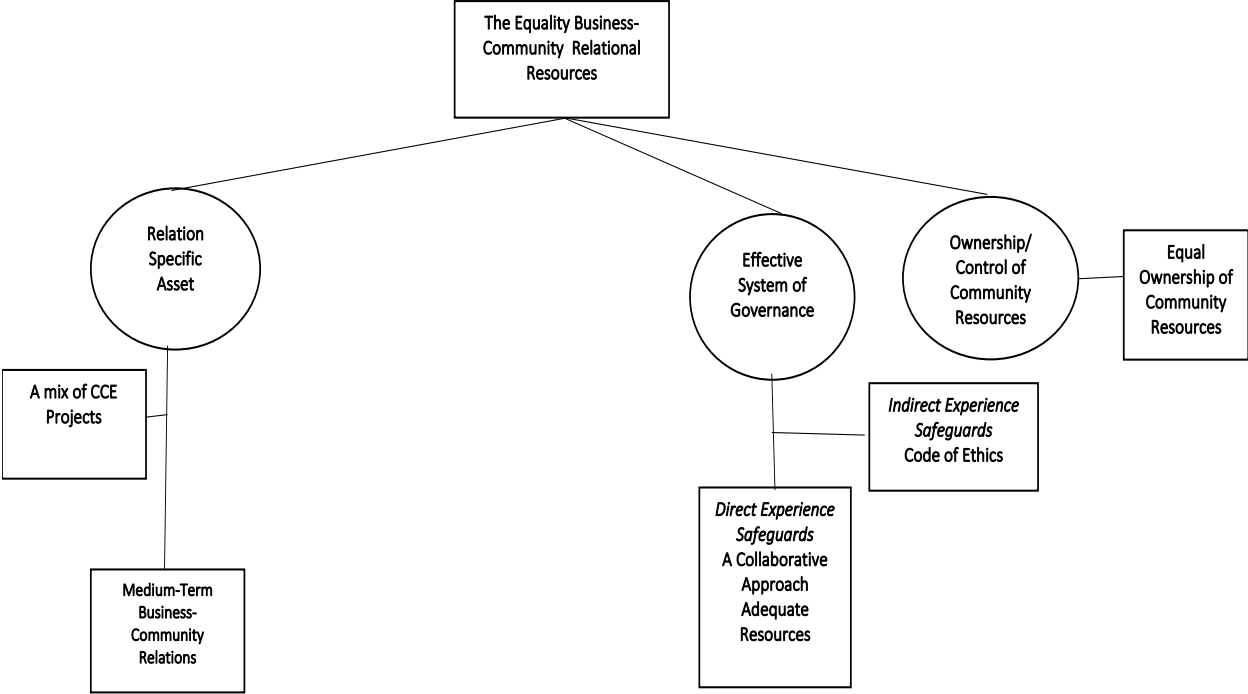 The Equality Business-
Community Relational
Resources
Relation
Specific
Asset
Effective
System of
Governance
Ownership/
Control of
Community
Resources
Equal
Ownership of
Community
Resources
A mix of CCE
Projects
Indirect Experience
Safeguards
Code of Ethics
Direct Experience
Safeguards
A Collaborative
Approach
Adequate
Resources
Medium-Term
Business-
Community
Relations